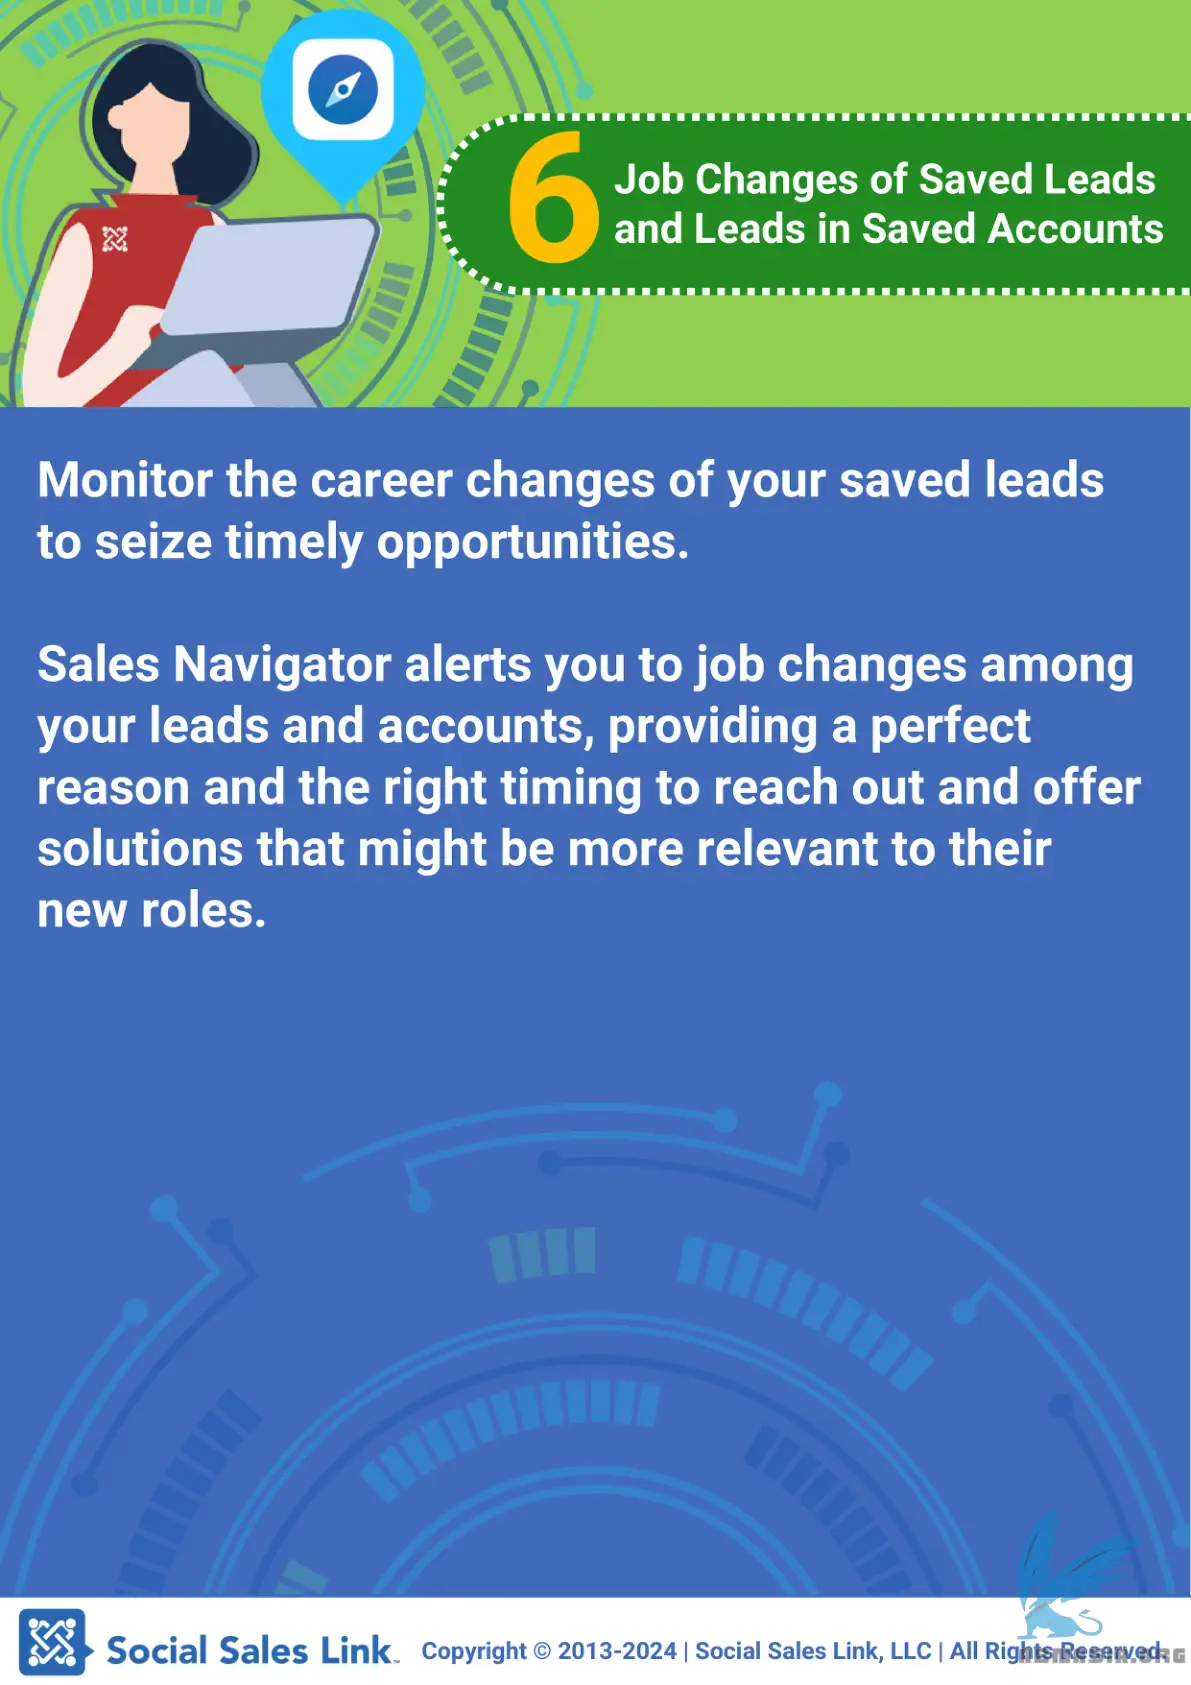 6
Job Changes of Saved Leads
and Leads in Saved Accounts
Monitor the career changes of your saved leads
to seize timely opportunities.
Sales Navigator alerts you to job changes among
your leads and accounts, providing a perfect
reason and the right timing to reach out and offer
solutions that might be more relevant to their
new roles.
Social Sales Link™
Copyright © 2013-2024 | Social Sales Link, LLC | All Rights Reserved.